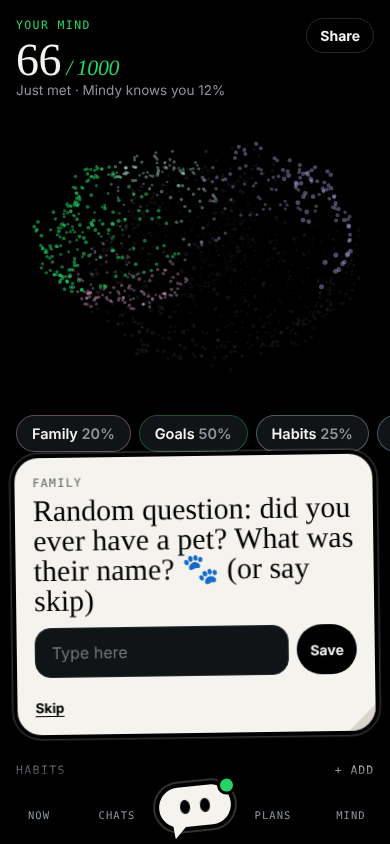 YOUR MIND
66 / 1000
Share
Just met · Mindy knows you 12%
Family 20%
Goals 50%
Habits 25%
FAMILY
Random question: did you
ever have a pet? What was
their name? 🐾 (or say
skip)
Type here
Save
Skip
HABITS
+ ADD
NOW
CHATS
PLANS
MIND